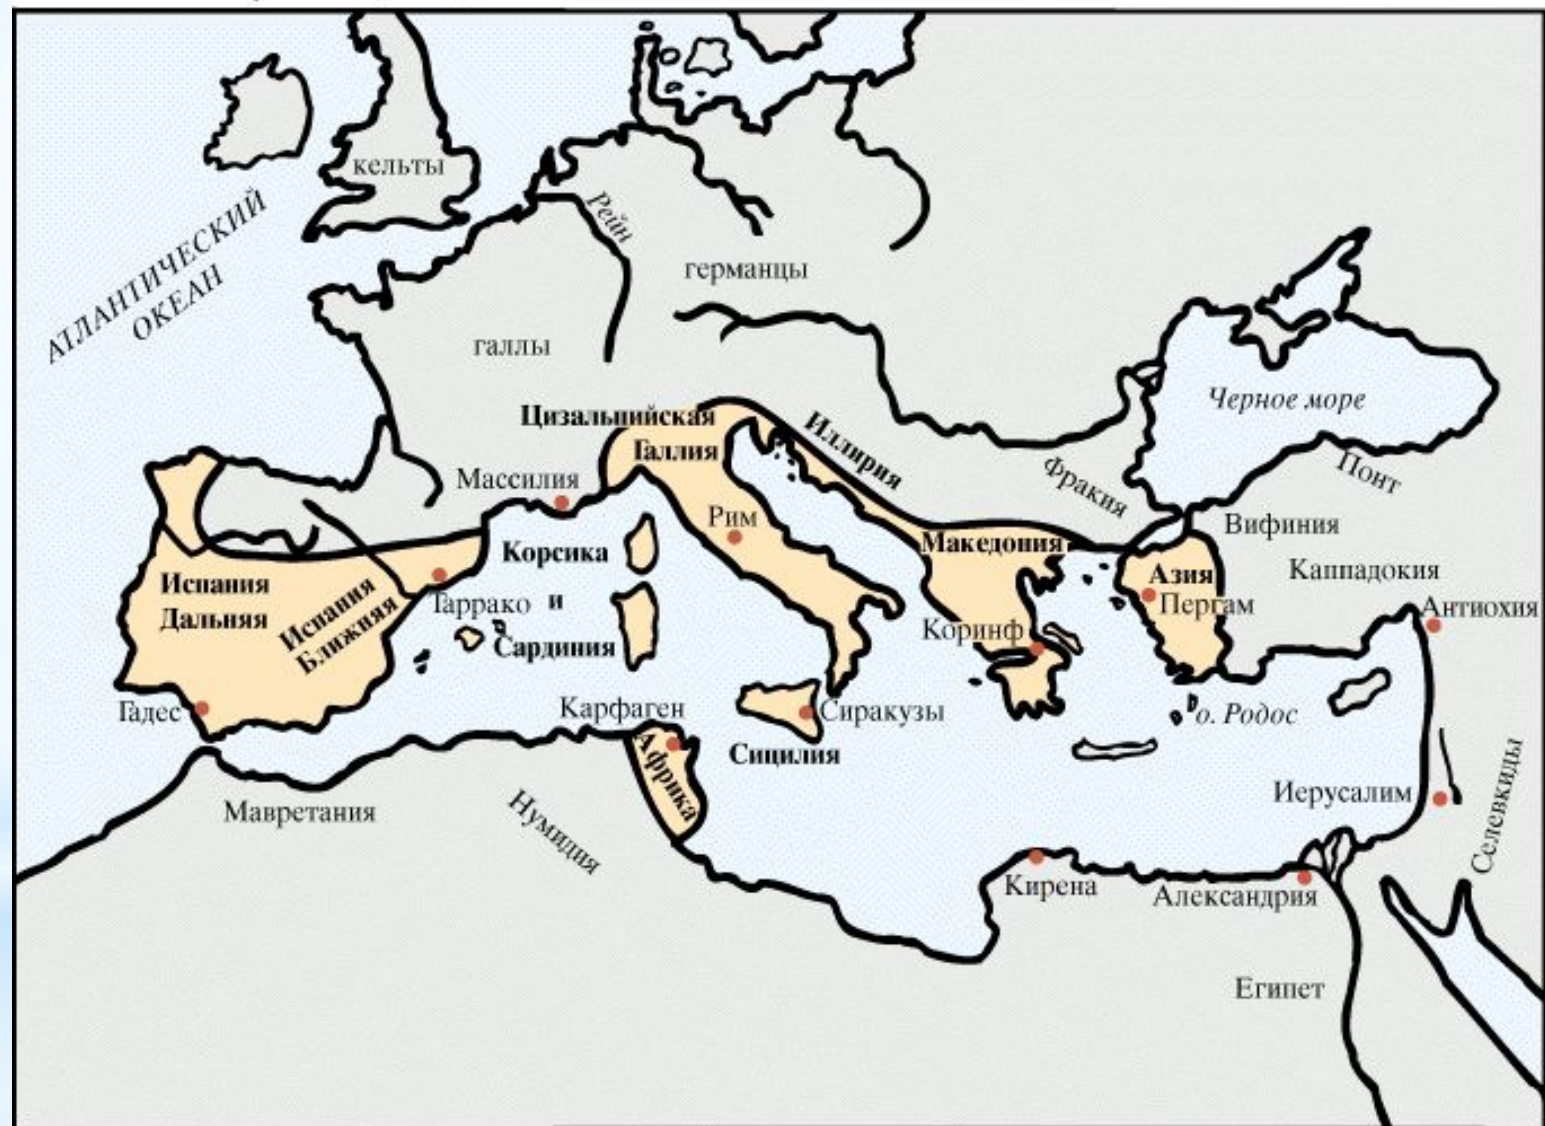 кельты
АТЛАНТИЧЕСКИЙ
ОКЕАН
Рейн
германцы
галлы
Черное море
Цизальпийская
Галлия
Иллирия
Фракия
Понт
Массилия
Рим
Вифиния
Корсика
и
Сардиния
Македония
Каппадокия
Азия
Пергам
Антиохия
Испания
Дальняя
Испания
Ближняя
Таррако
Коринф
Гадес
Карфаген
Сиракузы
о. Родос
Африка
Сицилия
Мавретания
Нумидия
Иерусалим
Селевкиды
Кирена
Александрия
Египет